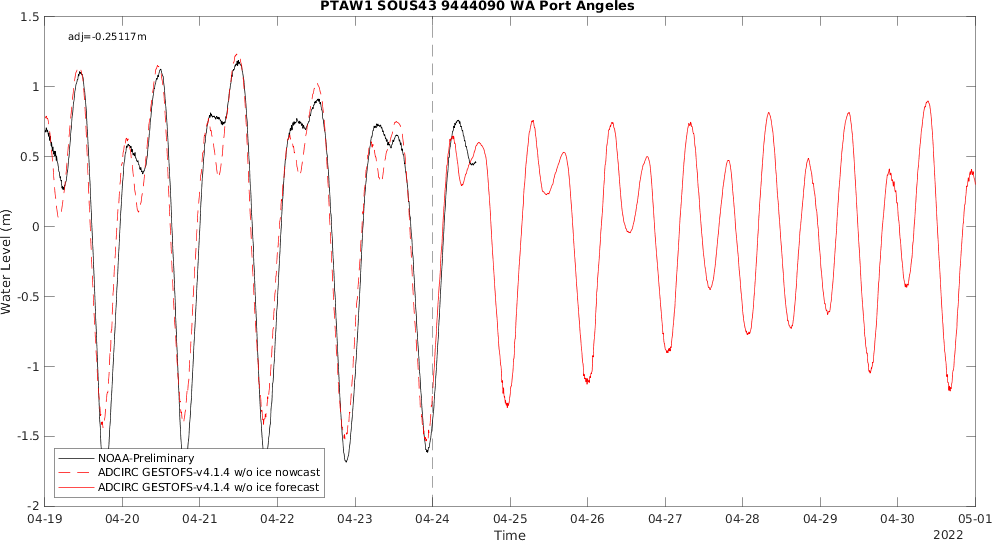 PTAW1 SOUS43 9444090 WA Port Angeles
adj=-0.25117m
1.5
1
0.5
0
-0.5
-1
-1.5
-2
Water Level (m)
NOAA-Preliminary
ADCIRC GESTOFS-v4.1.4 w/o ice nowcast
ADCIRC GESTOFS-v4.1.4 w/o ice forecast
04-19 04-20 04-21 04-22 04-23 04-24 04-25 04-26 04-27 04-28 04-29 04-30 05-01
Time
2022